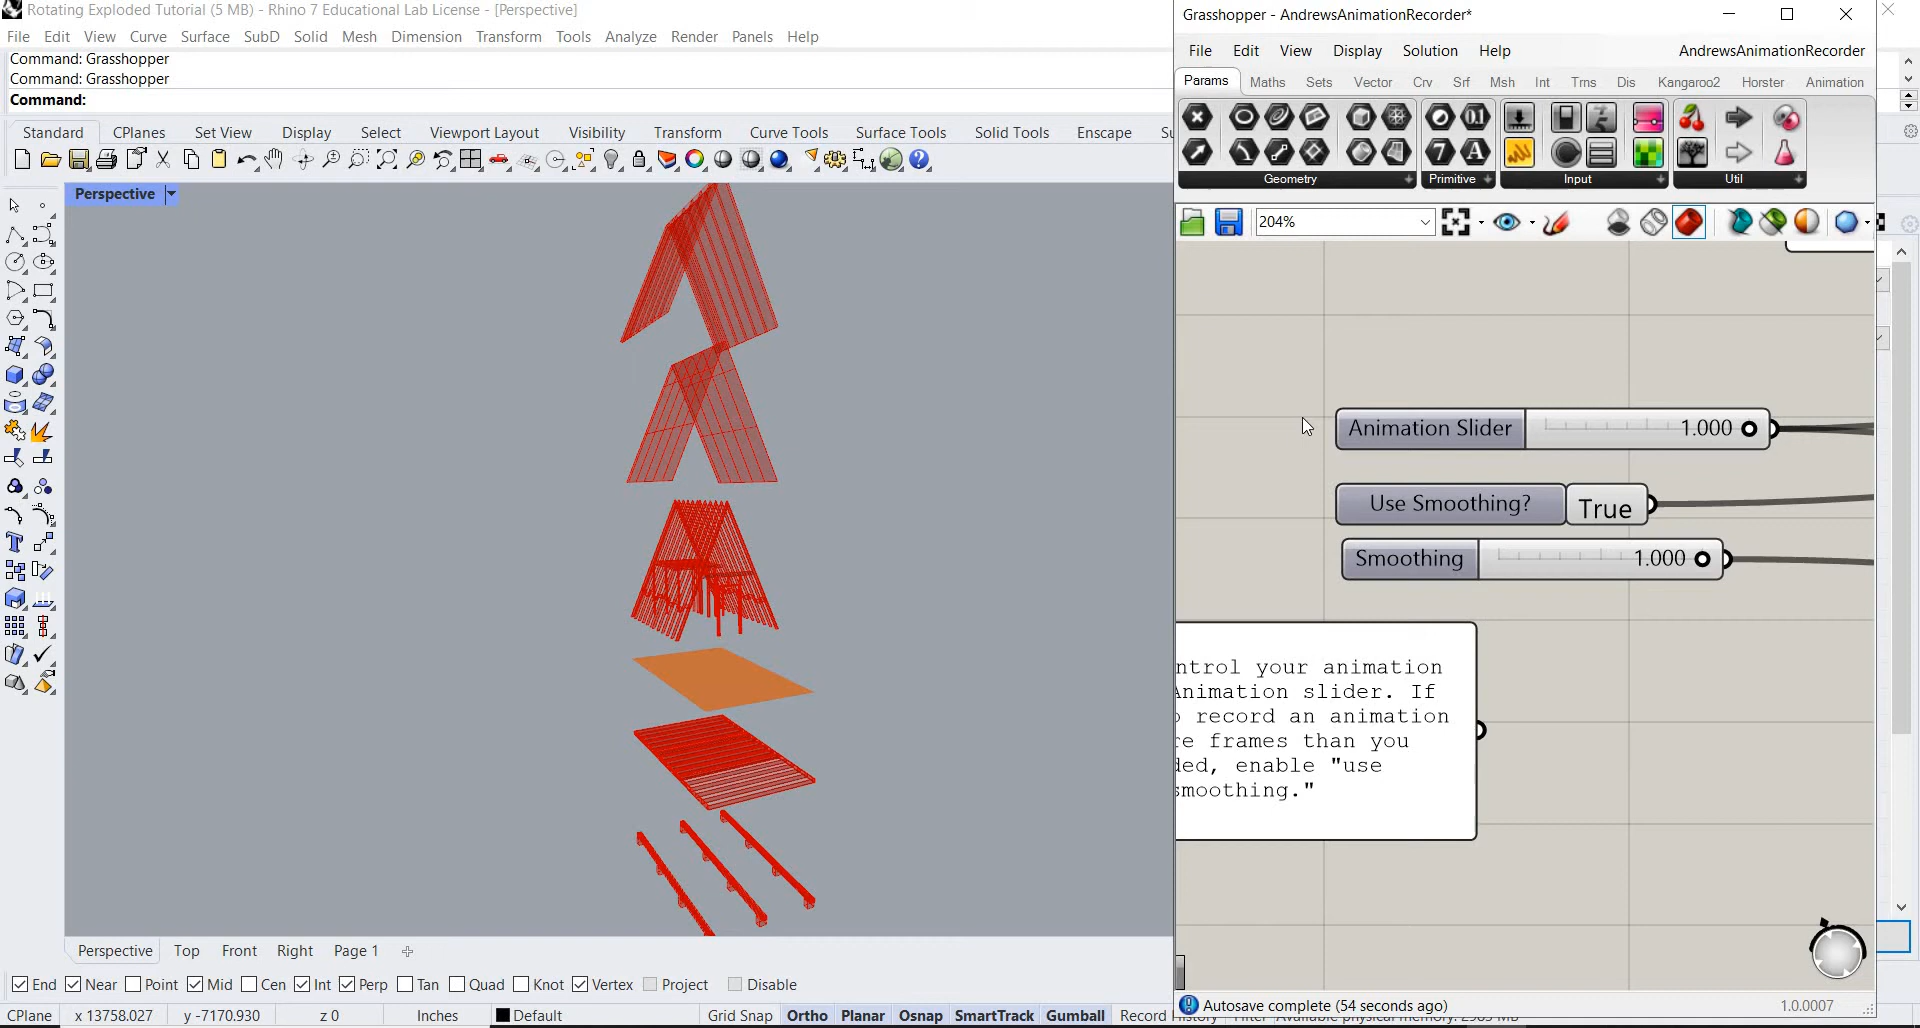 Rotating Exploded Tutorial (5 MB) - Rhino 7 Educational Lab License - [Perspective]
File Edit View Curve Surface SubD Solid Mesh Dimension Transform Tools Analyze Render Panels Help
Command: Grasshopper
Command: Grasshopper
Command:
Standard CPlanes Set View Display Select Viewport Layout Visibility Transform Curve Tools Surface Tools Solid Tools Enscape
Perspective
Grasshopper - AndrewsAnimationRecorder*
File Edit View Display Solution Help AndrewsAnimationRecorder
Params Maths Sets Vector Crv Srf Msh Int Trns Dis Kangaroo2 Horster Animation
Geometry Primitive Input Util
204%
Animation Slider 1.000
Use Smoothing? True
Smoothing 1.000
ntrol your animation
Animation slider. If
record an animation
re frames than you
ded, enable "use
smoothing."
Perspective Top Front Right Page 1
End Near Point Mid Cen Int Perp Tan Quad Knot Vertex Project Disable
CPlane x 13758.027 y -7170.930 z 0 Inches Default Grid Snap Ortho Planar Osnap SmartTrack Gumball Record
Autosave complete (54 seconds ago) 1.0.0007